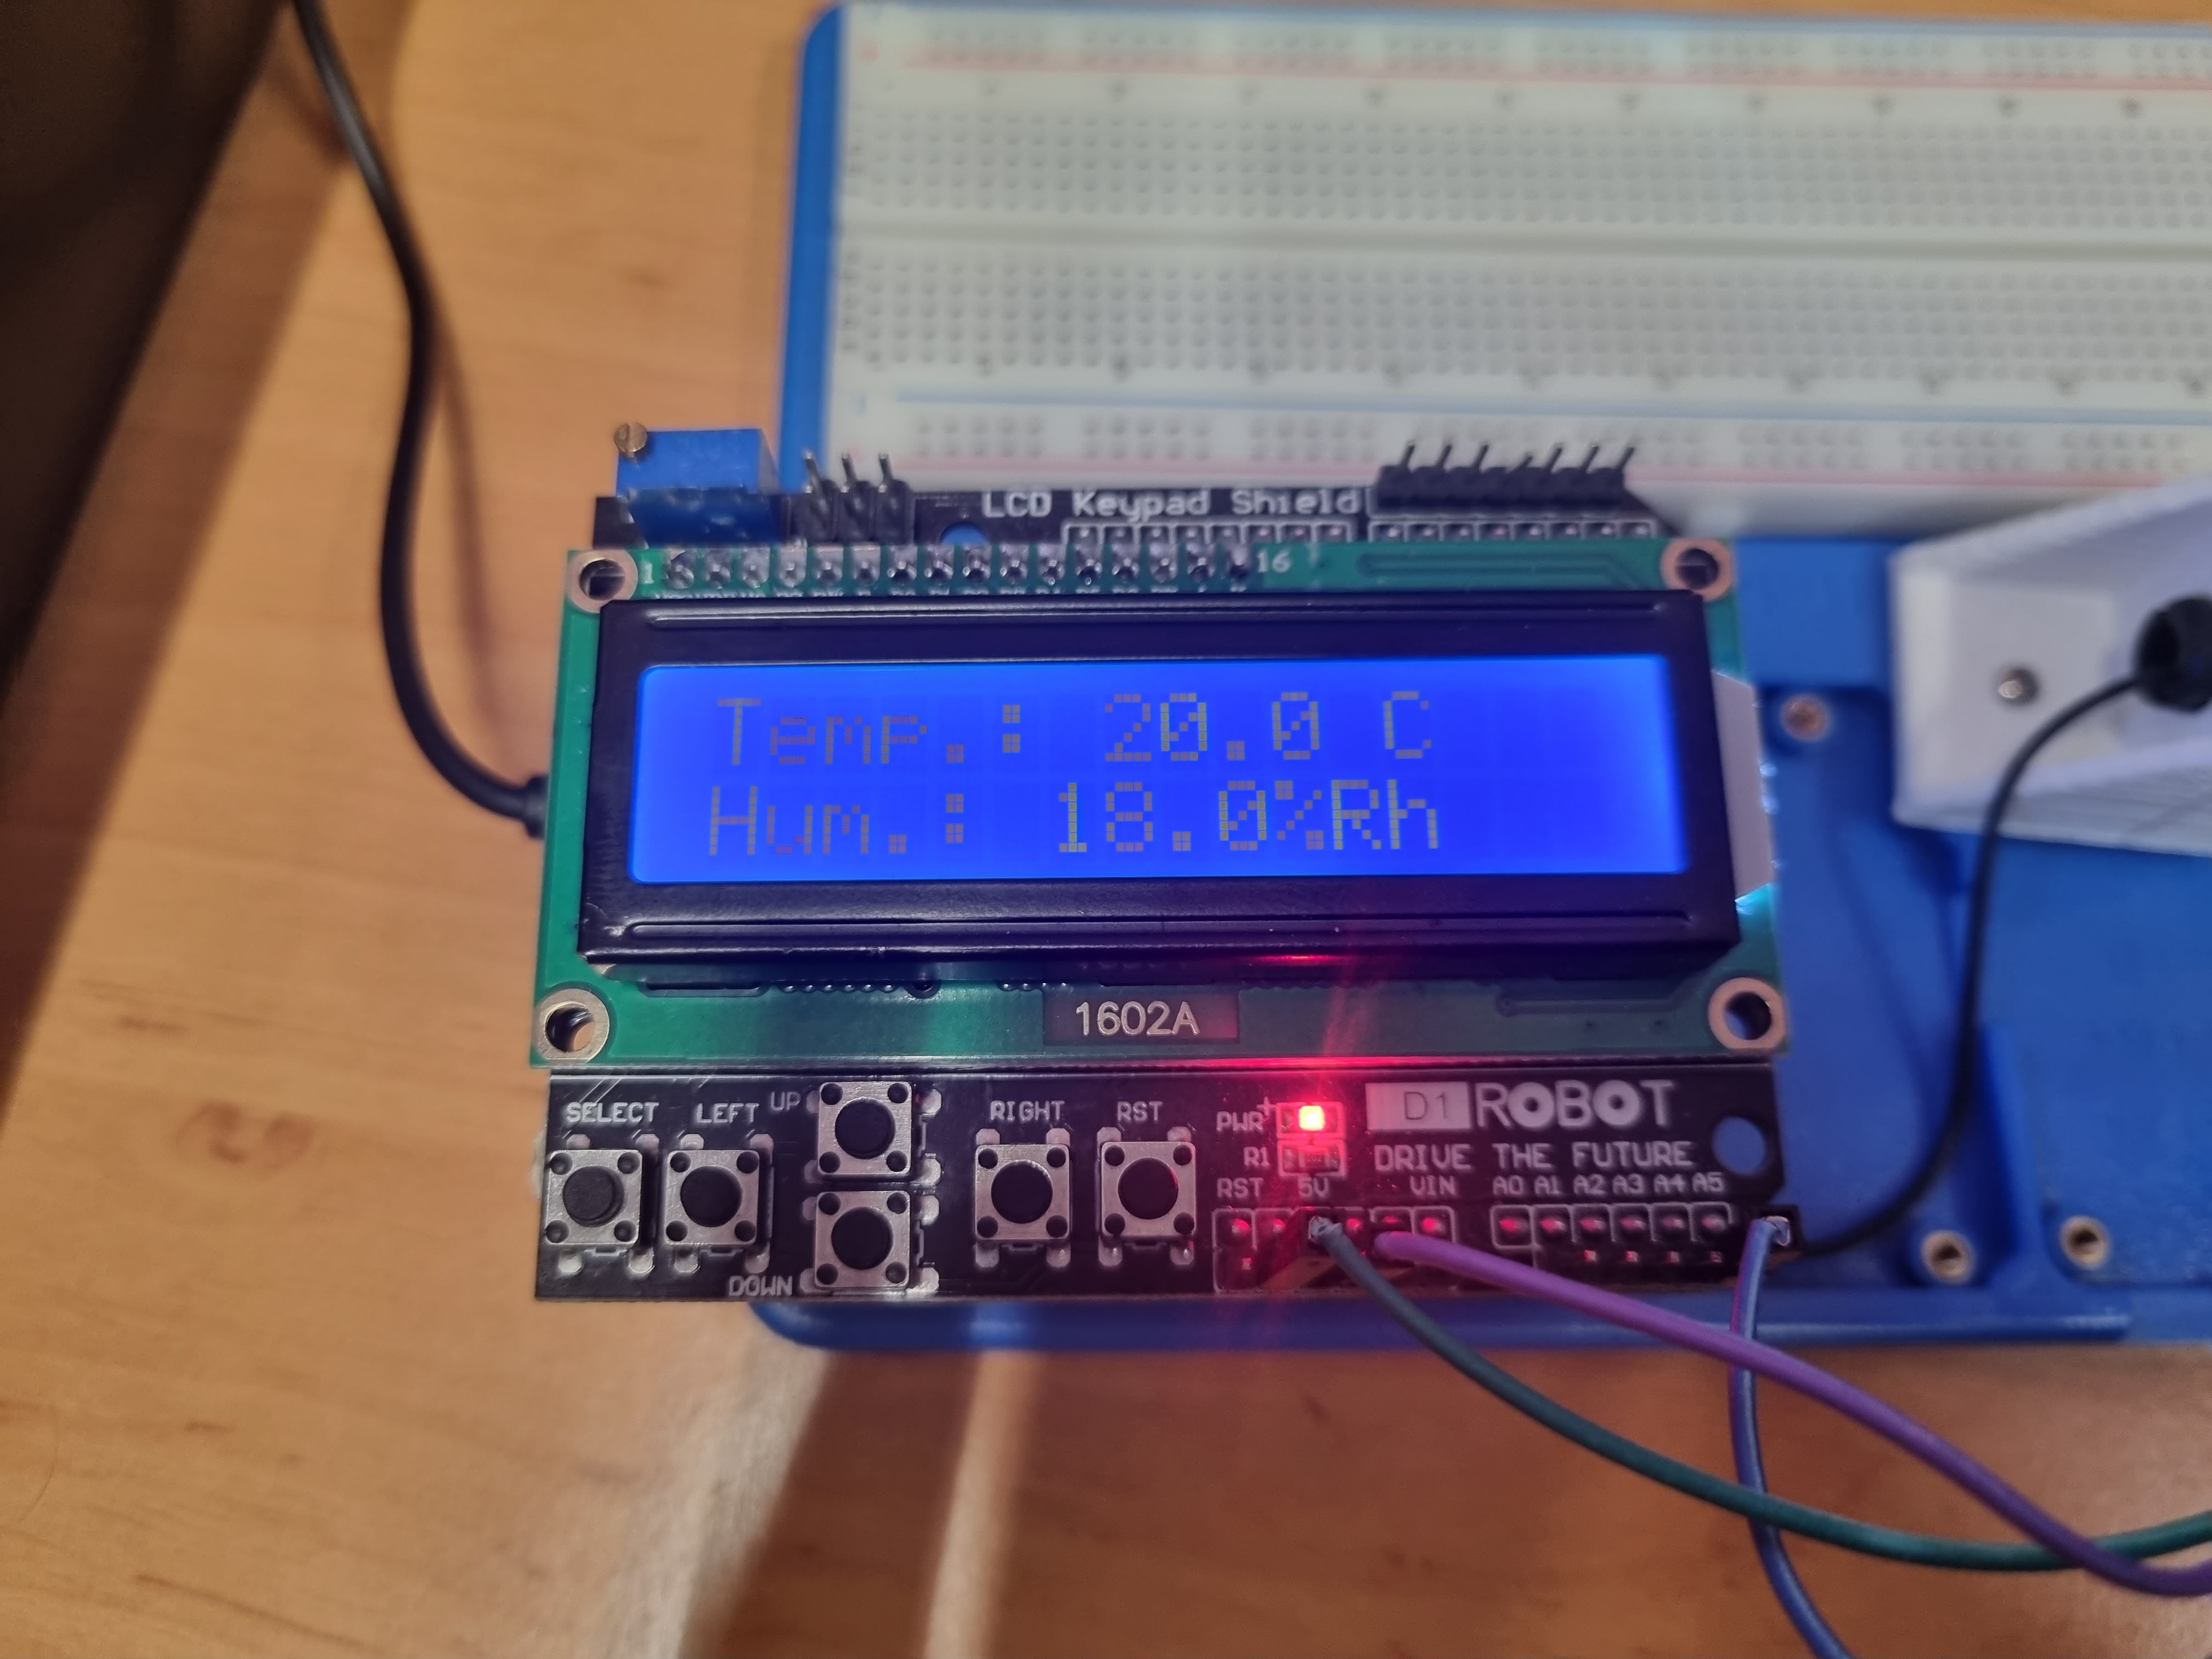 LCD Keypad Shield
1 16
Temp.: 20.0 C
Hum.: 18.0%Rh
1602A
SELECT LEFT UP RIGHT RST PWR + D1 ROBOT
R1 DRIVE THE FUTURE
RST 5V VIN A0 A1 A2 A3 A4 A5
DOWN